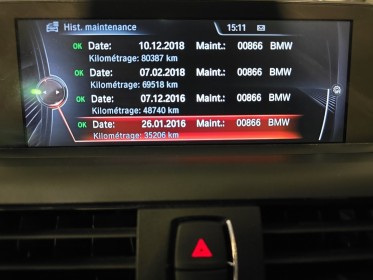 Hist. maintenance 15:11
OK Date: 10.12.2018 Maint.: 00866 BMW
Kilométrage: 80387 km
OK Date: 07.02.2018 Maint.: 00866 BMW
Kilométrage: 69518 km
OK Date: 07.12.2016 Maint.: 00866 BMW
Kilométrage: 48740 km
OK Date: 26.01.2016 Maint.: 00866 BMW
Kilométrage: 35206 km